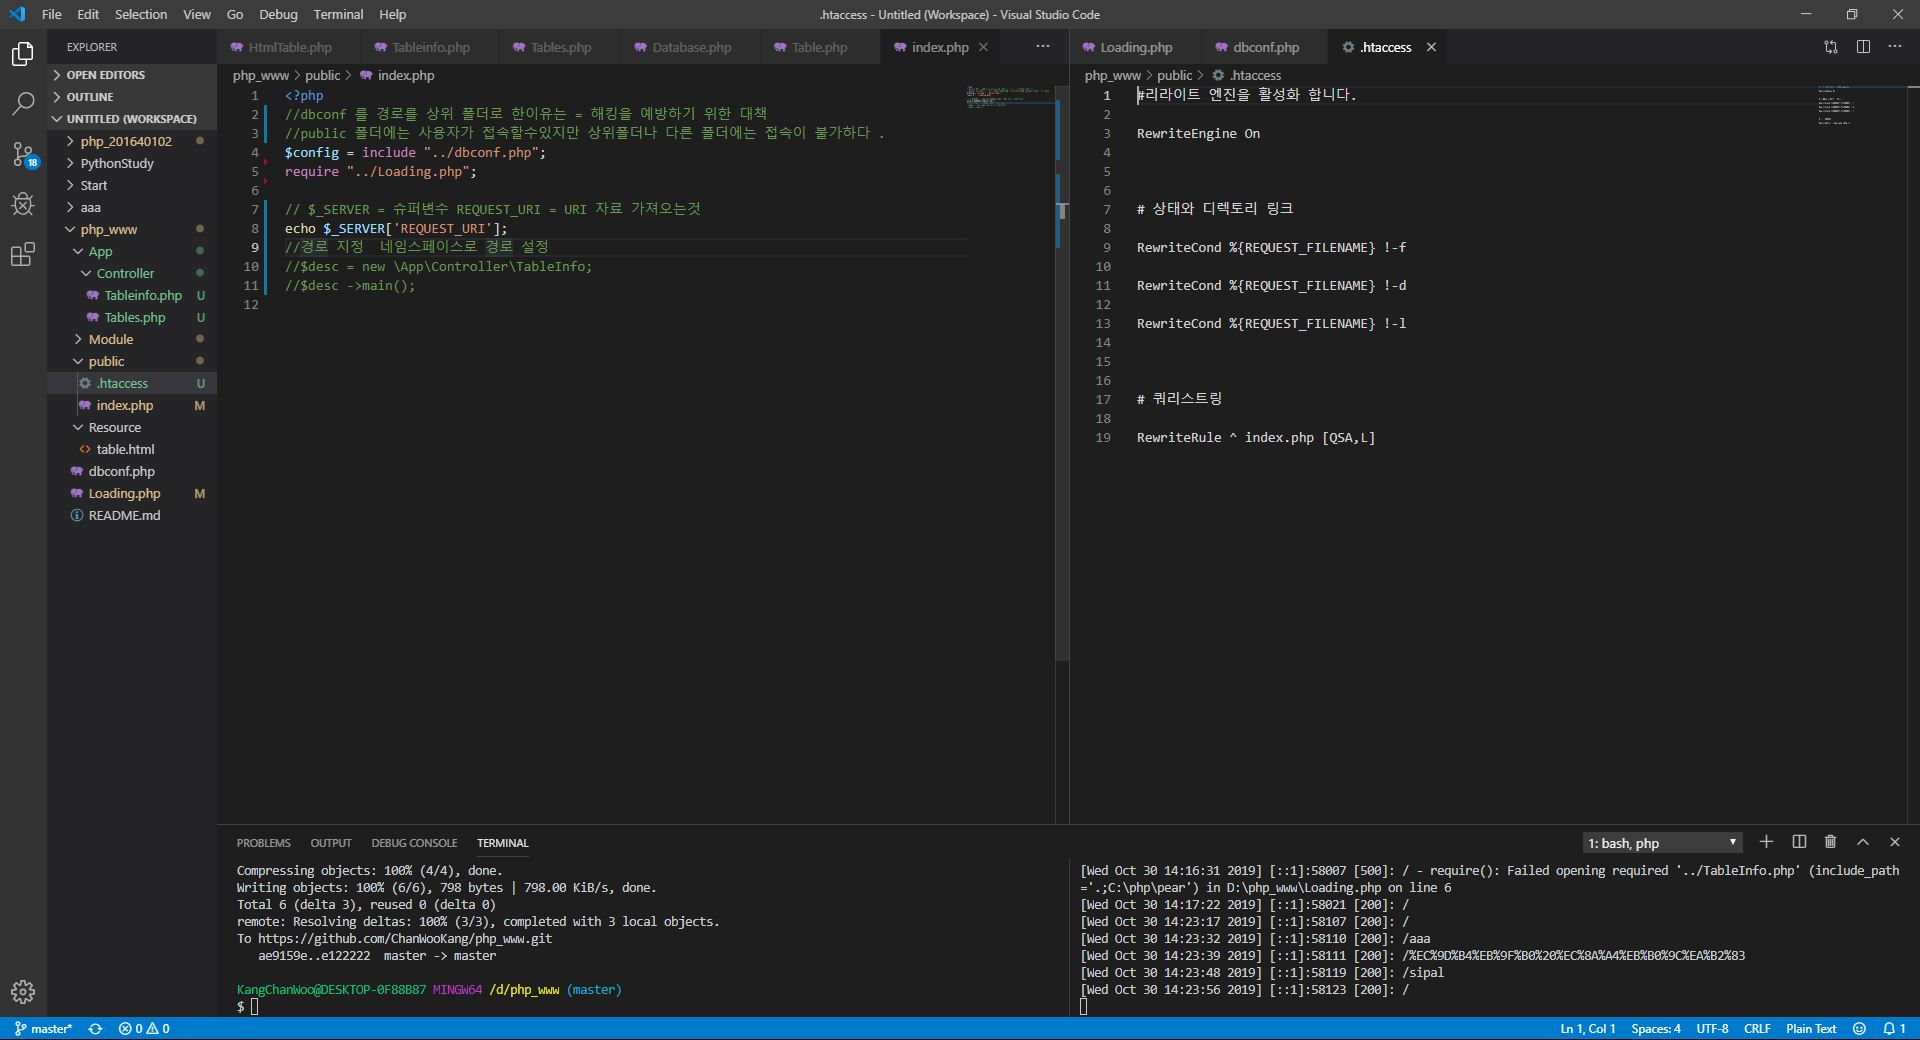 File Edit Selection View Go Debug Terminal Help
.htaccess - Untitled (Workspace) - Visual Studio Code
EXPLORER
OPEN EDITORS
OUTLINE
UNTITLED (WORKSPACE)
php_201640102
PythonStudy
Start
aaa
php_www
App
Controller
Tableinfo.php U
Tables.php U
Module
public
.htaccess U
index.php M
Resource
<> table.html
dbconf.php
Loading.php M
README.md
18
HtmlTable.php Tableinfo.php Tables.php Database.php Table.php index.php
php_www > public > index.php
1 <?php
2 //dbconf 를 경로를 상위 폴더로 한이유는 = 해킹을 예방하기 위한 대책
3 //public 폴더에는 사용자가 접속할수있지만 상위폴더나 다른 폴더에는 접속이 불가하다 .
4 $config = include "../dbconf.php";
5 require "../Loading.php";
6
7 // $_SERVER = 슈퍼변수 REQUEST_URI = URI 자료 가져오는것
8 echo $_SERVER['REQUEST_URI'];
9 //경로 지정  네임스페이스로 경로 설정
10 //$desc = new \App\Controller\TableInfo;
11 //$desc ->main();
12
Loading.php dbconf.php .htaccess
php_www > public > .htaccess
1 #리라이트 엔진을 활성화 합니다.
2
3 RewriteEngine On
4
5
6
7 # 상태와 디렉토리 링크
8
9 RewriteCond %{REQUEST_FILENAME} !-f
10
11 RewriteCond %{REQUEST_FILENAME} !-d
12
13 RewriteCond %{REQUEST_FILENAME} !-l
14
15
16
17 # 쿼리스트링
18
19 RewriteRule ^ index.php [QSA,L]
PROBLEMS OUTPUT DEBUG CONSOLE TERMINAL
1: bash, php
Compressing objects: 100% (4/4), done.
Writing objects: 100% (6/6), 798 bytes | 798.00 KiB/s, done.
Total 6 (delta 3), reused 0 (delta 0)
remote: Resolving deltas: 100% (3/3), completed with 3 local objects.
To https://github.com/ChanWooKang/php_www.git
ae9159e..e122222  master -> master
KangChanWoo@DESKTOP-0F88B87 MINGW64 /d/php_www (master)
$
[Wed Oct 30 14:16:31 2019] [::1]:58007 [500]: / - require(): Failed opening required '../TableInfo.php' (include_path
='.;C:\php\pear') in D:\php_www\Loading.php on line 6
[Wed Oct 30 14:17:22 2019] [::1]:58021 [200]: /
[Wed Oct 30 14:23:17 2019] [::1]:58107 [200]: /
[Wed Oct 30 14:23:32 2019] [::1]:58110 [200]: /aaa
[Wed Oct 30 14:23:39 2019] [::1]:58111 [200]: /%EC%9D%B4%EB%9F%B0%20%EC%8A%A4%EB%B0%9C%EA%B2%83
[Wed Oct 30 14:23:48 2019] [::1]:58119 [200]: /sipal
[Wed Oct 30 14:23:56 2019] [::1]:58123 [200]: /
master* 0 0
Ln 1, Col 1 Spaces: 4 UTF-8 CRLF Plain Text 1